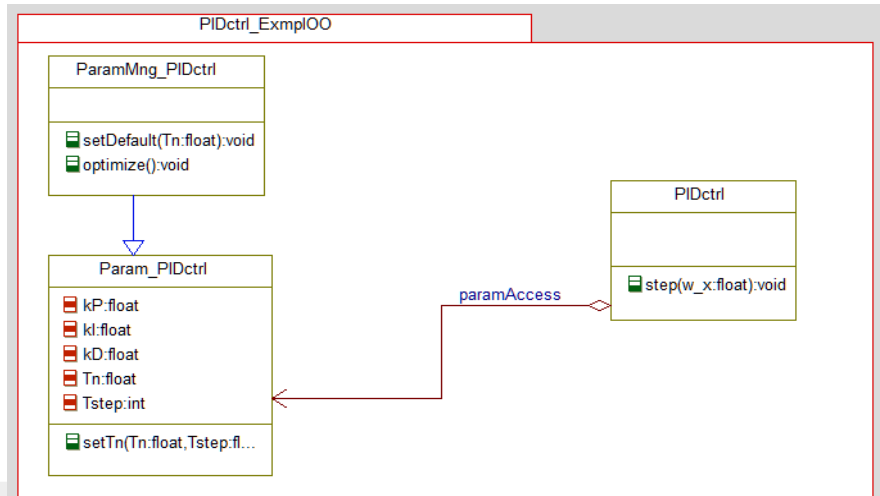 PIDctrl_ExmplOO
ParamMng_PIDctrl
setDefault(Tn:float):void
optimize():void
PIDctrl
step(w_x:float):void
paramAccess
Param_PIDctrl
kP:float
kI:float
kD:float
Tn:float
Tstep:int
setTn(Tn:float,Tstep:fl...